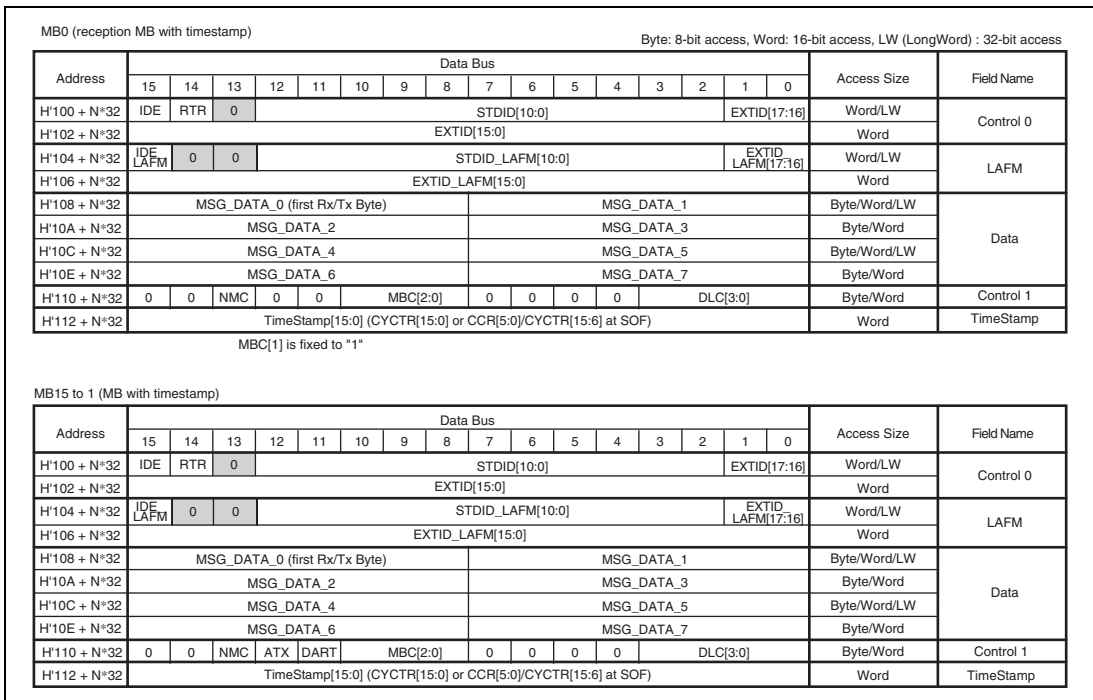 MB0 (reception MB with timestamp)
Byte: 8-bit access, Word: 16-bit access, LW (LongWord) : 32-bit access
Address Data Bus Access Size Field Name
15 14 13 12 11 10 9 8 7 6 5 4 3 2 1 0
H'100 + N*32 IDE RTR 0 STDID[10:0] EXTID[17:16] Word/LW Control 0
H'102 + N*32 EXTID[15:0] Word
H'104 + N*32 IDE_LAFM 0 0 STDID_LAFM[10:0] EXTID_LAFM[17:16] Word/LW LAFM
H'106 + N*32 EXTID_LAFM[15:0] Word
H'108 + N*32 MSG_DATA_0 (first Rx/Tx Byte) MSG_DATA_1 Byte/Word/LW Data
H'10A + N*32 MSG_DATA_2 MSG_DATA_3 Byte/Word
H'10C + N*32 MSG_DATA_4 MSG_DATA_5 Byte/Word/LW
H'10E + N*32 MSG_DATA_6 MSG_DATA_7 Byte/Word
H'110 + N*32 0 0 NMC 0 0 MBC[2:0] 0 0 0 0 DLC[3:0] Byte/Word Control 1
H'112 + N*32 TimeStamp[15:0] (CYCTR[15:0] or CCR[5:0]/CYCTR[15:6] at SOF) Word TimeStamp
MBC[1] is fixed to "1"
MB15 to 1 (MB with timestamp)
Address Data Bus Access Size Field Name
15 14 13 12 11 10 9 8 7 6 5 4 3 2 1 0
H'100 + N*32 IDE RTR 0 STDID[10:0] EXTID[17:16] Word/LW Control 0
H'102 + N*32 EXTID[15:0] Word
H'104 + N*32 IDE_LAFM 0 0 STDID_LAFM[10:0] EXTID_LAFM[17:16] Word/LW LAFM
H'106 + N*32 EXTID_LAFM[15:0] Word
H'108 + N*32 MSG_DATA_0 (first Rx/Tx Byte) MSG_DATA_1 Byte/Word/LW Data
H'10A + N*32 MSG_DATA_2 MSG_DATA_3 Byte/Word
H'10C + N*32 MSG_DATA_4 MSG_DATA_5 Byte/Word/LW
H'10E + N*32 MSG_DATA_6 MSG_DATA_7 Byte/Word
H'110 + N*32 0 0 NMC ATX DART MBC[2:0] 0 0 0 0 DLC[3:0] Byte/Word Control 1
H'112 + N*32 TimeStamp[15:0] (CYCTR[15:0] or CCR[5:0]/CYCTR[15:6] at SOF) Word TimeStamp